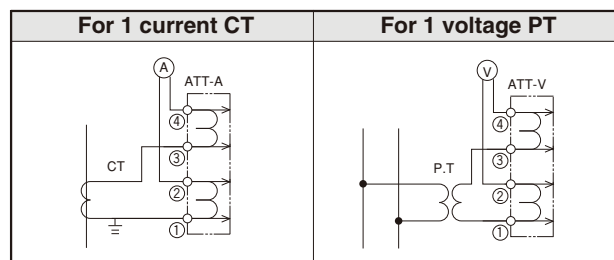 For 1 current CT
For 1 voltage PT
A
ATT-A
④
③
CT
②
①
V
ATT-V
④
③
P.T
②
①